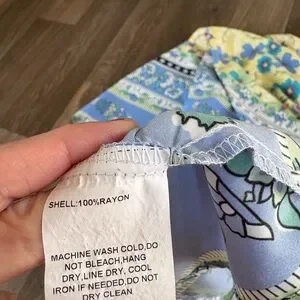 SHELL:100%RAYON
MACHINE WASH COLD,DO
NOT BLEACH,HANG
DRY,LINE DRY, COOL
IRON IF NEEDED,DO NOT
DRY CLEAN